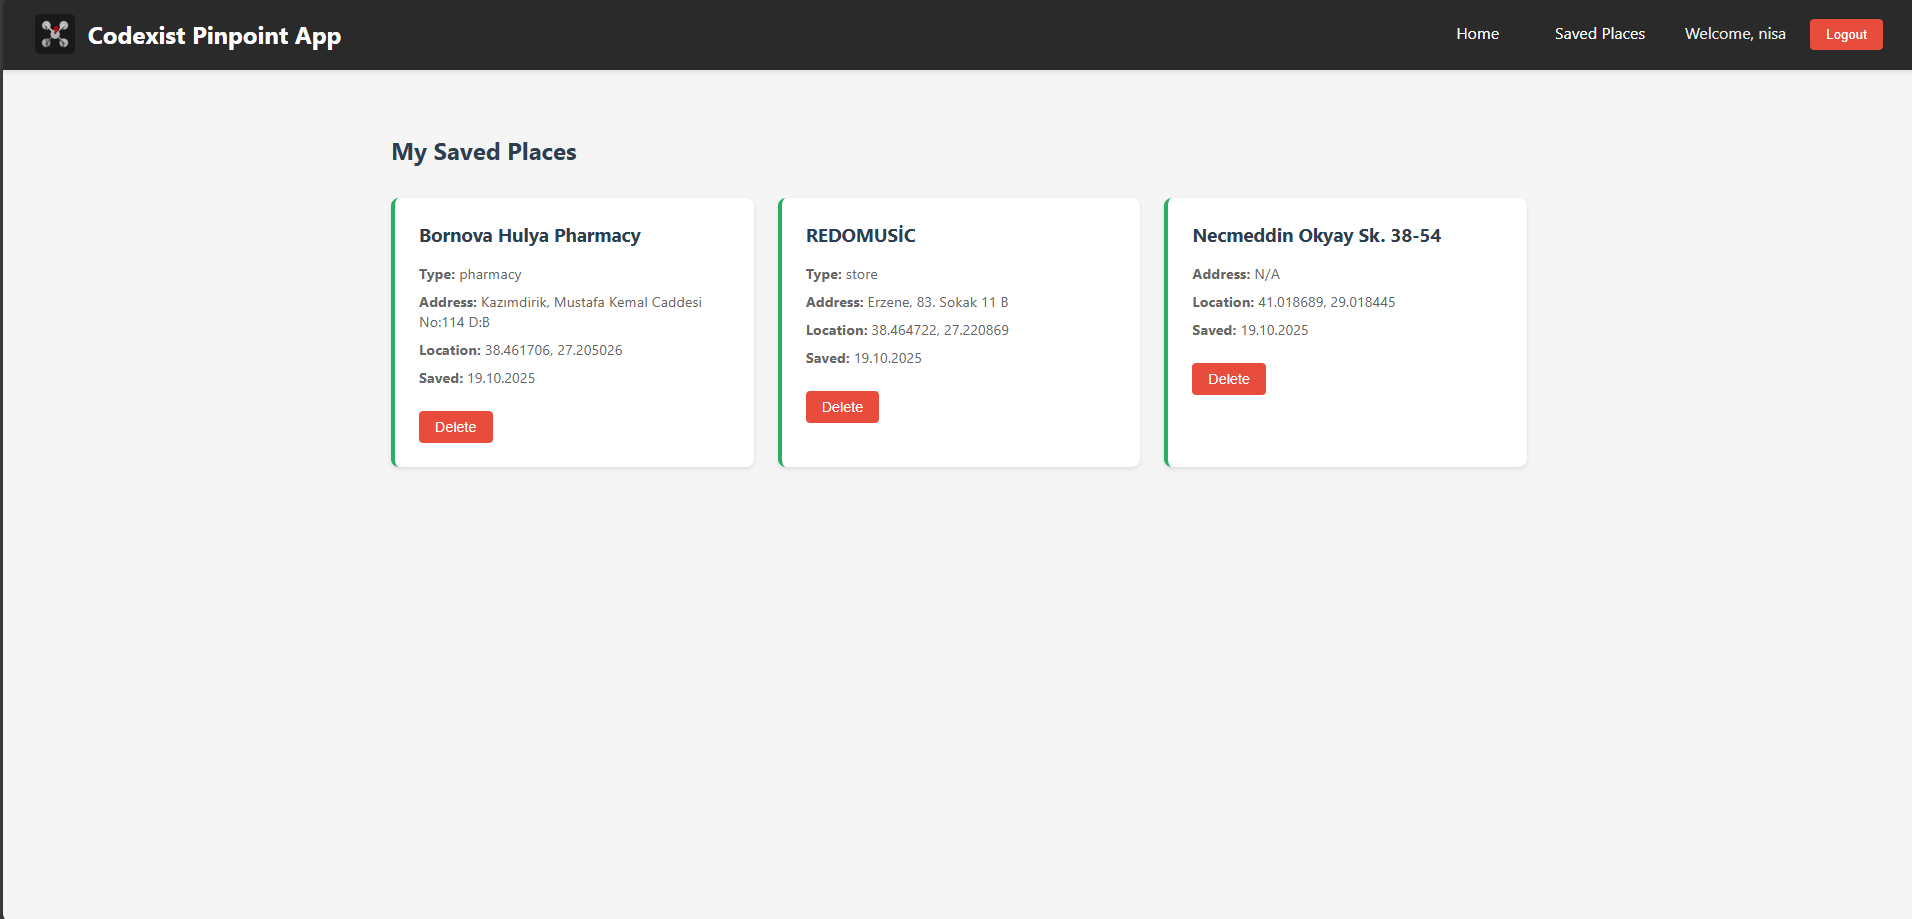 Codexist Pinpoint App
Home
Saved Places
Welcome, nisa
Logout
My Saved Places
Bornova Hulya Pharmacy
Type: pharmacy
Address: Kazımdirik, Mustafa Kemal Caddesi
No:114 D:B
Location: 38.461706, 27.205026
Saved: 19.10.2025
Delete
REDOMUSİC
Type: store
Address: Erzene, 83. Sokak 11 B
Location: 38.464722, 27.220869
Saved: 19.10.2025
Delete
Necmeddin Okyay Sk. 38-54
Address: N/A
Location: 41.018689, 29.018445
Saved: 19.10.2025
Delete